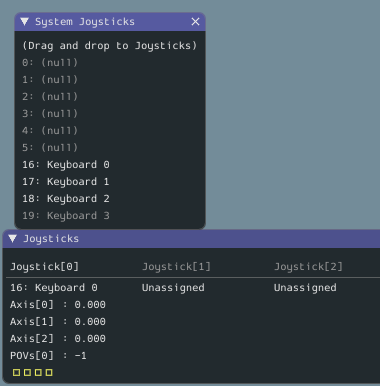 System Joysticks
(Drag and drop to Joysticks)
0: (null)
1: (null)
2: (null)
3: (null)
4: (null)
5: (null)
16: Keyboard 0
17: Keyboard 1
18: Keyboard 2
19: Keyboard 3
Joysticks
Joystick[0] Joystick[1] Joystick[2]
16: Keyboard 0 Unassigned Unassigned
Axis[0] : 0.000
Axis[1] : 0.000
Axis[2] : 0.000
POVs[0] : -1